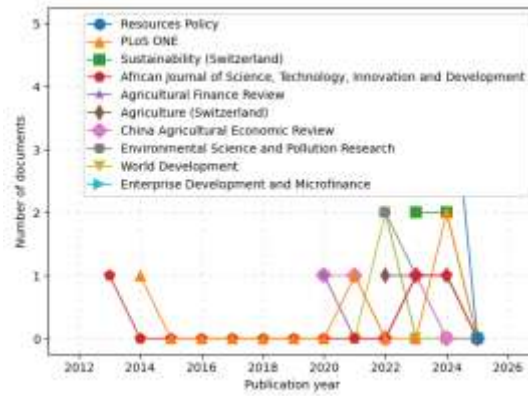 5
4
3
2
1
0
Number of documents
Resources Policy
PLoS ONE
Sustainability (Switzerland)
African Journal of Science, Technology, Innovation and Development
Agricultural Finance Review
Agriculture (Switzerland)
China Agricultural Economic Review
Environmental Science and Pollution Research
World Development
Enterprise Development and Microfinance
2012 2014 2016 2018 2020 2022 2024 2026
Publication year